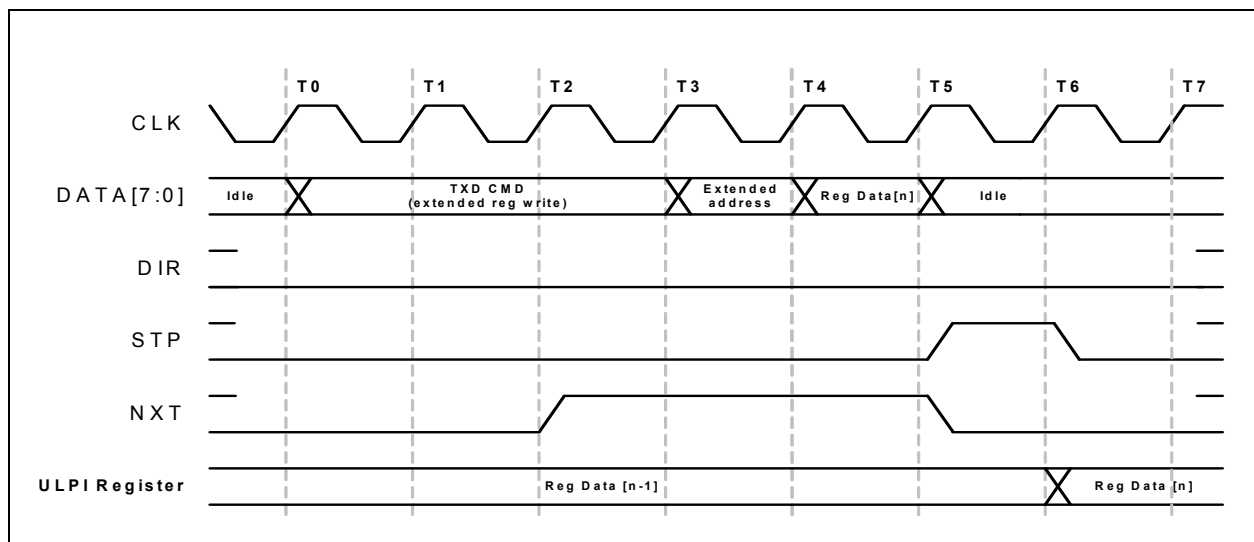 T0 T1 T2 T3 T4 T5 T6 T7
CLK
DATA[7:0] Idle TXD CMD Extended Reg Data[n] Idle
(extended reg write) address
DIR
STP
NXT
ULPI Register Reg Data [n-1] Reg Data [n]